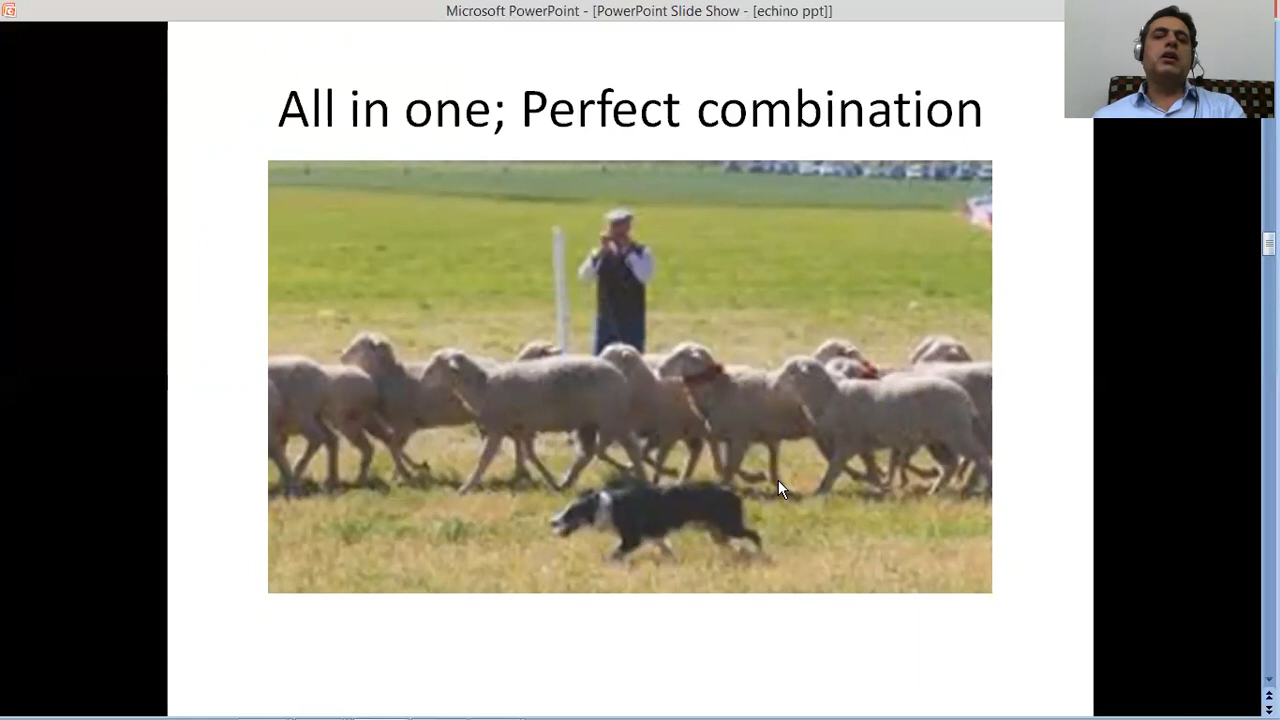 Microsoft PowerPoint - [PowerPoint Slide Show - [echino ppt]]
All in one; Perfect combination